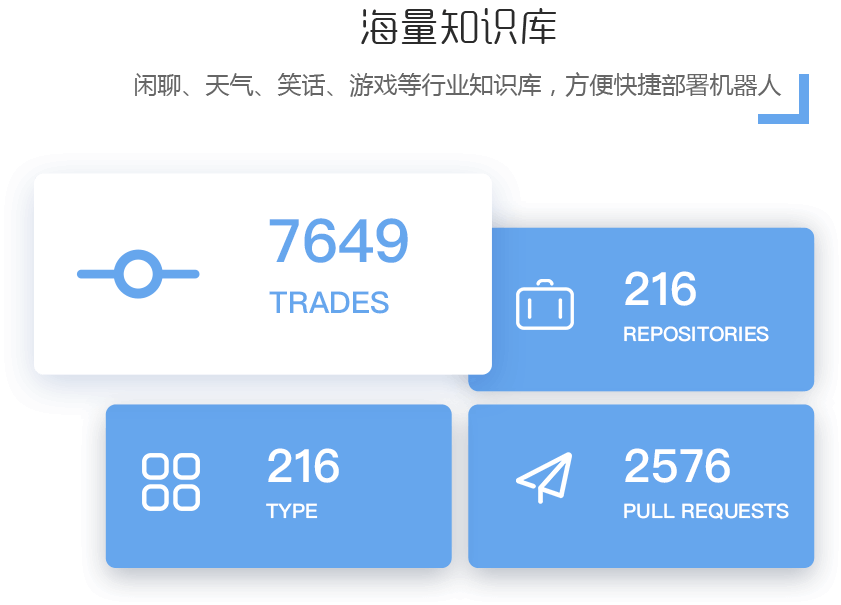 海量知识库
闲聊、天气、笑话、游戏等行业知识库，方便快捷部署机器人
7649
TRADES
216
REPOSITORIES
216
TYPE
2576
PULL REQUESTS